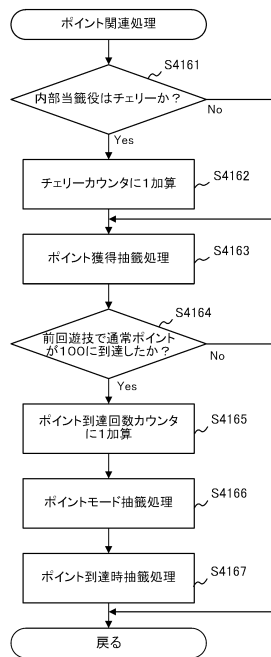 ポイント関連処理
S4161
内部当籤役はチェリーか?
No
Yes
チェリーカウンタに1加算
S4162
ポイント獲得抽籤処理
S4163
S4164
前回遊技で通常ポイント
が100に到達したか?
No
Yes
ポイント到達回数カウンタ
に1加算
S4165
ポイントモード抽籤処理
S4166
ポイント到達時抽籤処理
S4167
戻る